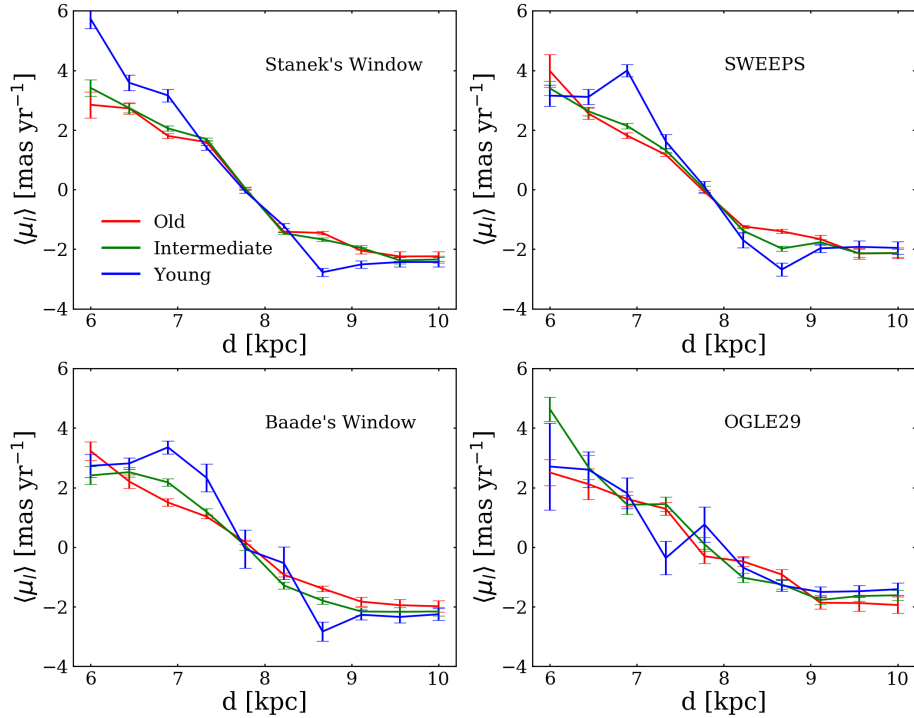 6
4
2
0
−2
−4
⟨μ_l⟩ [mas yr⁻¹]
Stanek's Window
Old
Intermediate
Young
6 7 8 9 10
d [kpc]
6
4
2
0
−2
−4
⟨μ_l⟩ [mas yr⁻¹]
SWEEPS
6 7 8 9 10
d [kpc]
6
4
2
0
−2
−4
⟨μ_l⟩ [mas yr⁻¹]
Baade's Window
6 7 8 9 10
d [kpc]
6
4
2
0
−2
−4
⟨μ_l⟩ [mas yr⁻¹]
OGLE29
6 7 8 9 10
d [kpc]